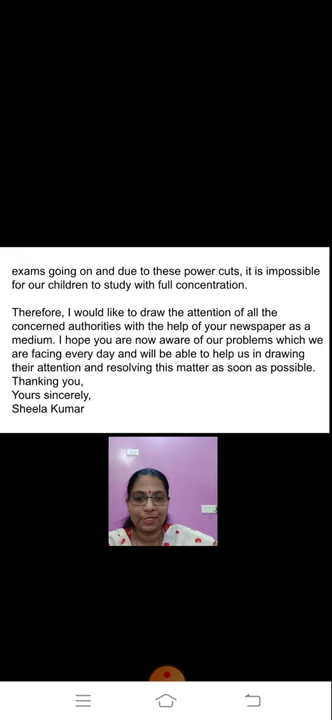 exams going on and due to these power cuts, it is impossible
for our children to study with full concentration.
Therefore, I would like to draw the attention of all the
concerned authorities with the help of your newspaper as a
medium. I hope you are now aware of our problems which we
are facing every day and will be able to help us in drawing
their attention and resolving this matter as soon as possible.
Thanking you,
Yours sincerely,
Sheela Kumar